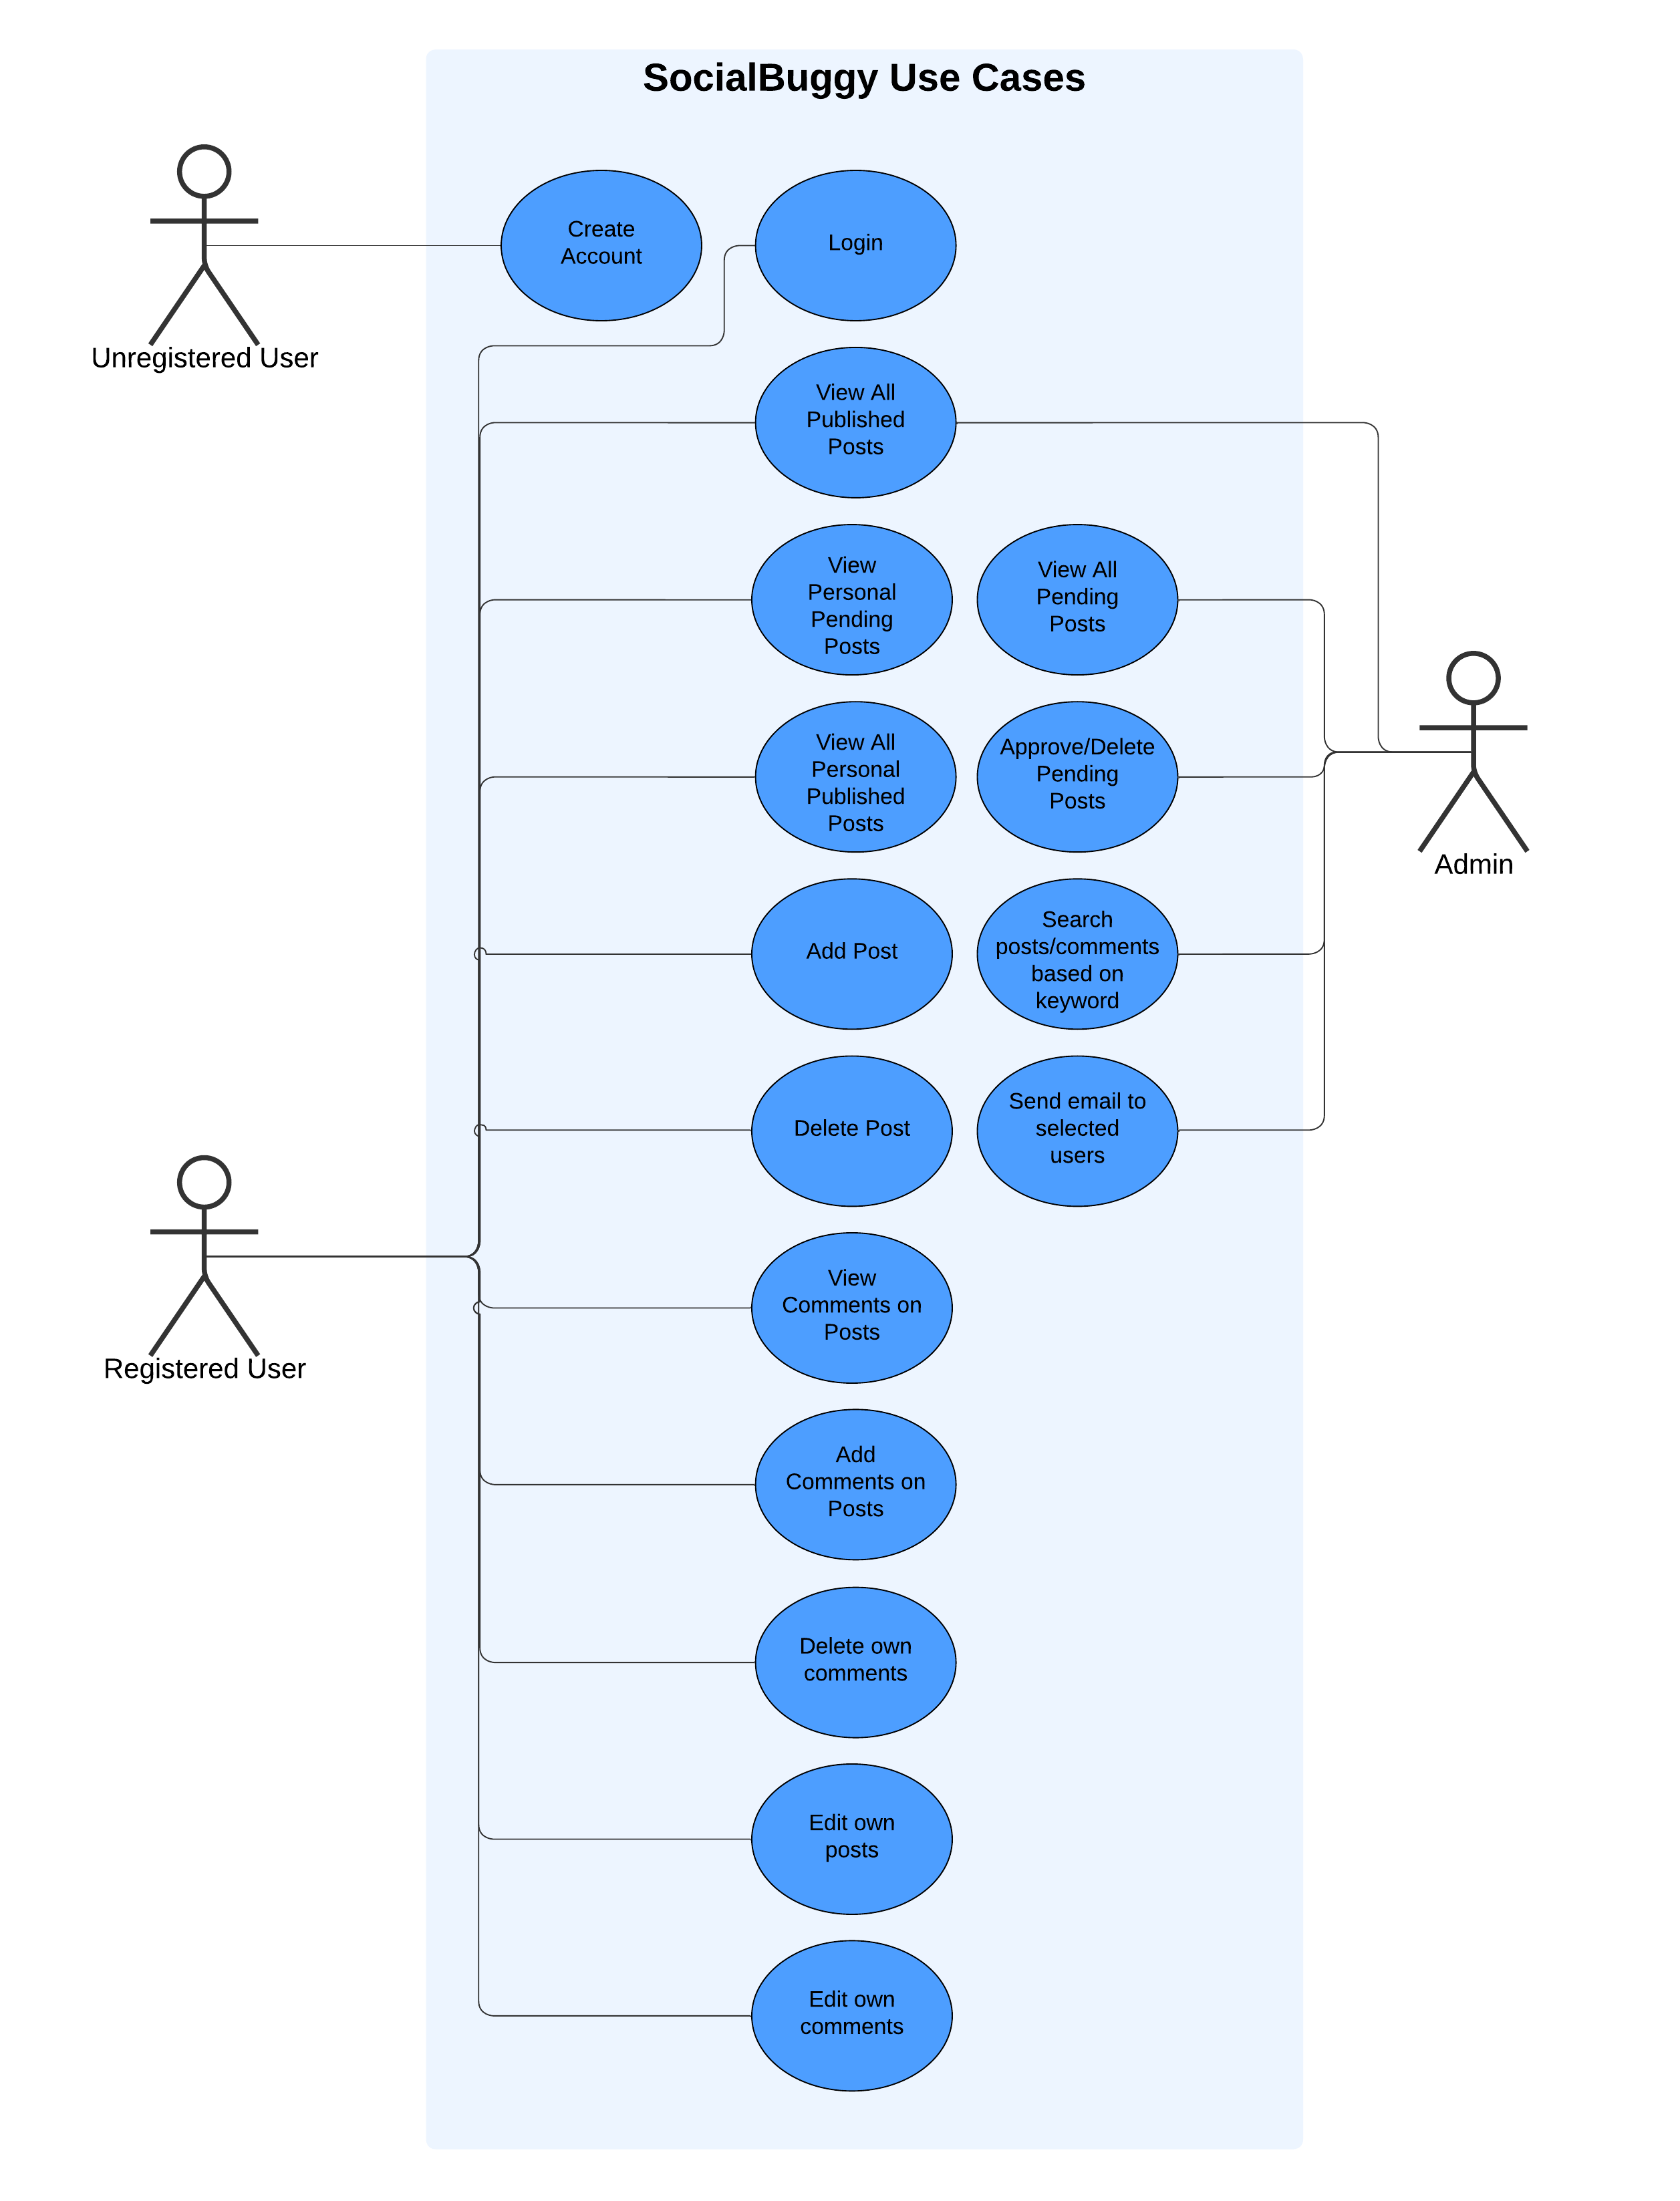 SocialBuggy Use Cases
Unregistered User
Create
Account
Login
View All
Published
Posts
View
Personal
Pending
Posts
View All
Pending
Posts
View All
Personal
Published
Posts
Approve/Delete
Pending
Posts
Admin
Add Post
Search
posts/comments
based on
keyword
Delete Post
Send email to
selected
users
Registered User
View
Comments on
Posts
Add
Comments on
Posts
Delete own
comments
Edit own
posts
Edit own
comments